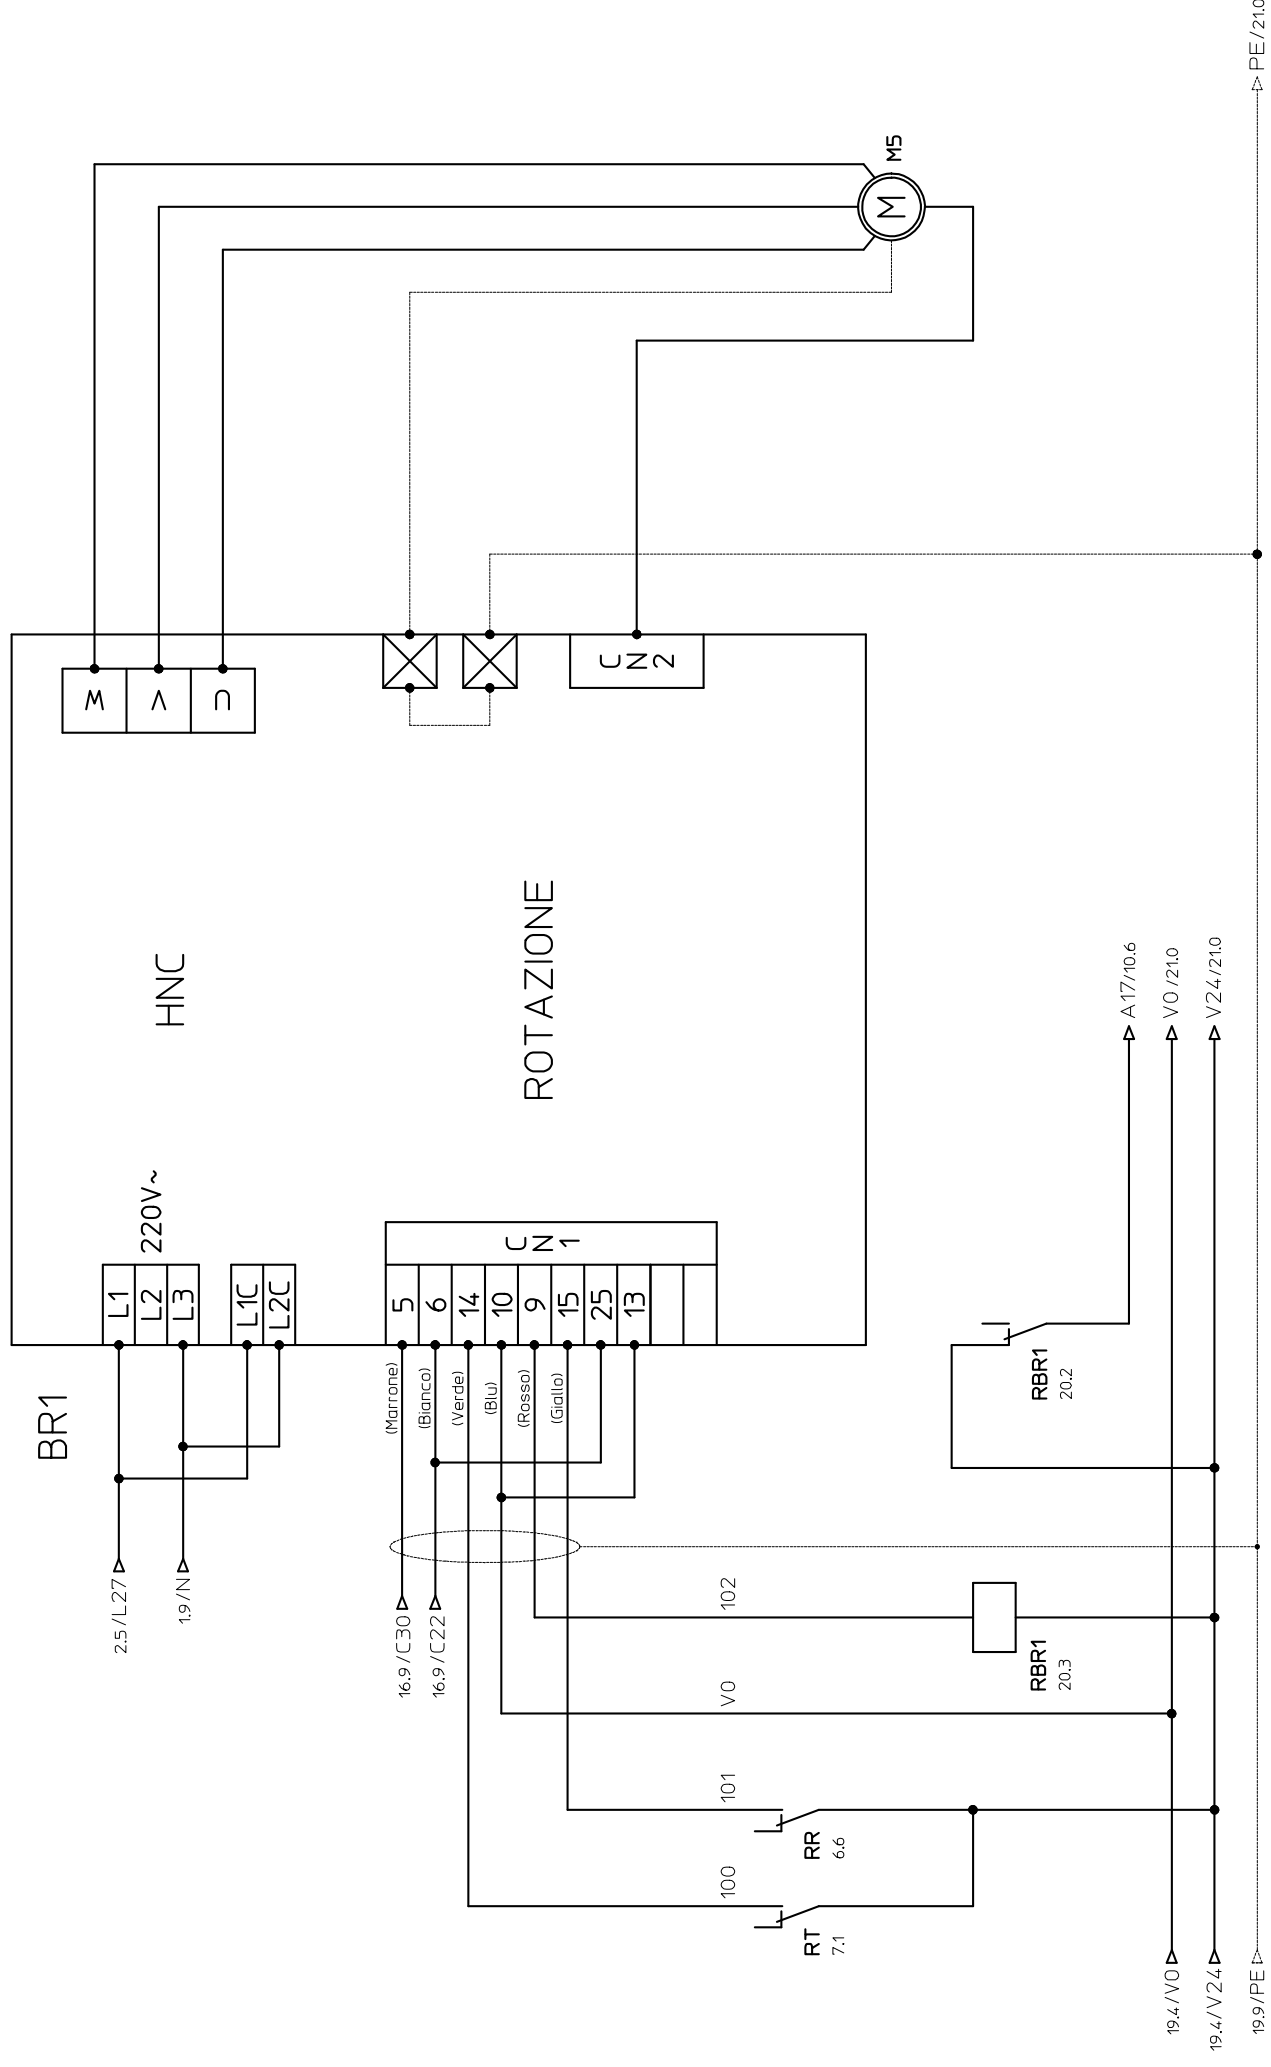 BR1
HNC
ROTAZIONE
220V~
2.5/L27
1.9/N
L1
L2
L3
L1C
L2C
W
V
U
16.9/C30
16.9/C22
(Marrone)
(Bianco)
(Verde)
(Blu)
(Rosso)
(Giallo)
5
6
14
10
9
15
25
13
CN1
CN2
M
M5
100
101
V0
102
RT
7.1
RR
6.6
RBR1
20.3
RBR1
20.2
A17/10.6
19.4/V0
V0/21.0
19.4/V24
V24/21.0
19.9/PE
PE/21.0